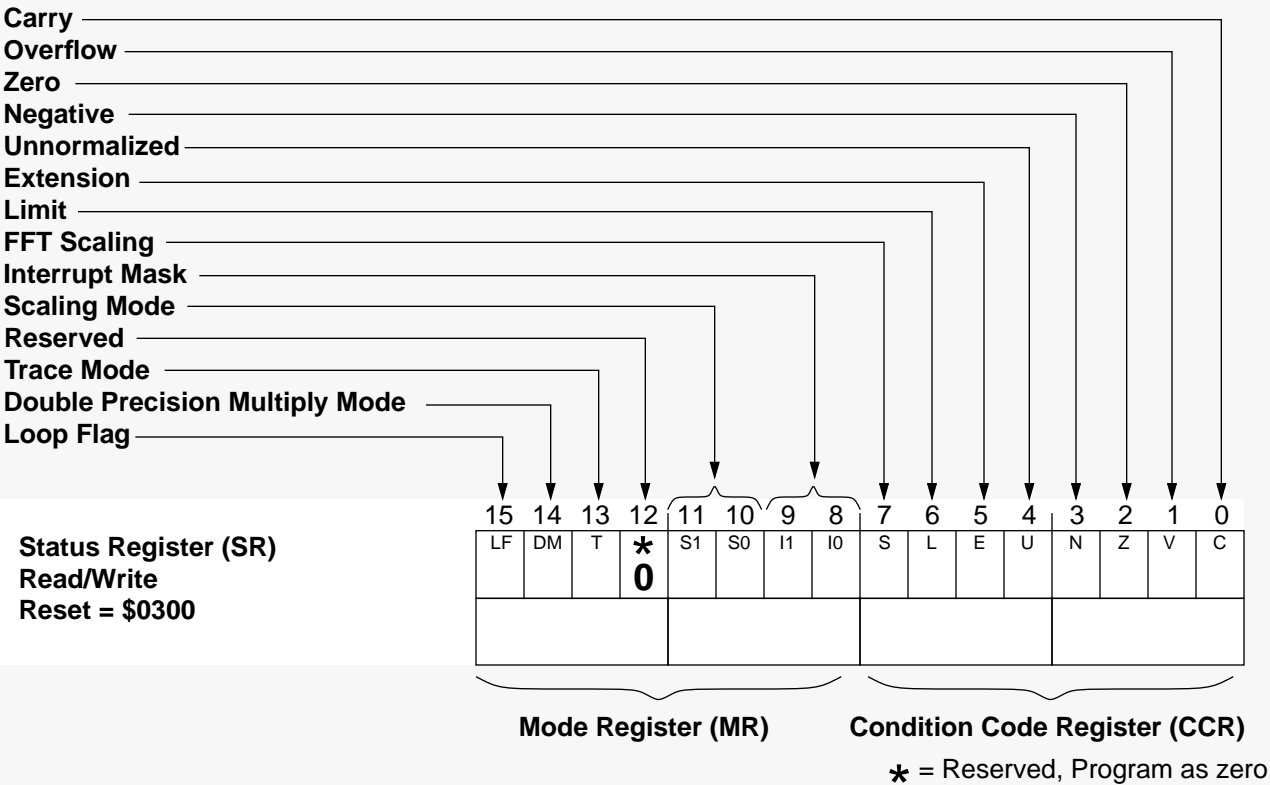 Carry
Overflow
Zero
Negative
Unnormalized
Extension
Limit
FFT Scaling
Interrupt Mask
Scaling Mode
Reserved
Trace Mode
Double Precision Multiply Mode
Loop Flag
15 14 13 12 11 10 9 8 7 6 5 4 3 2 1 0
LF DM T * S1 S0 I1 I0 S L E U N Z V C
0
Status Register (SR)
Read/Write
Reset = $0300
Mode Register (MR) Condition Code Register (CCR)
* = Reserved, Program as zero